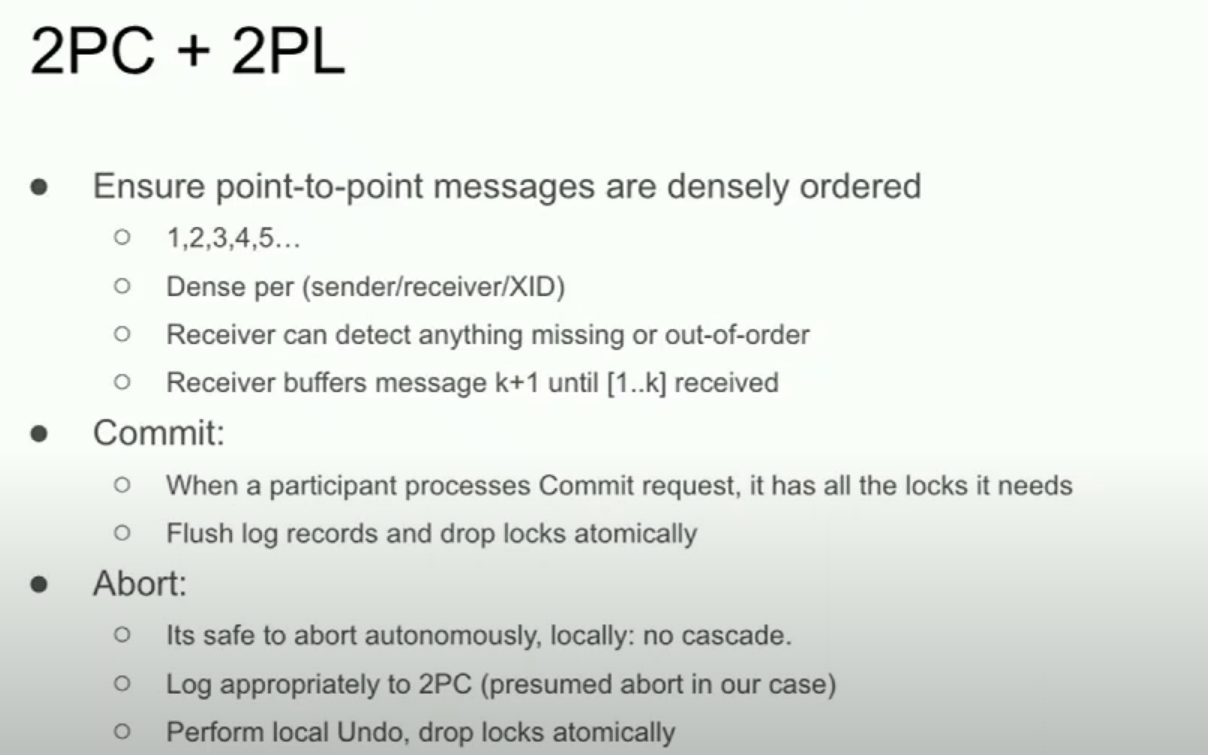 2PC + 2PL
● Ensure point-to-point messages are densely ordered
○ 1,2,3,4,5...
○ Dense per (sender/receiver/XID)
○ Receiver can detect anything missing or out-of-order
○ Receiver buffers message k+1 until [1..k] received
● Commit:
○ When a participant processes Commit request, it has all the locks it needs
○ Flush log records and drop locks atomically
● Abort:
○ Its safe to abort autonomously, locally: no cascade.
○ Log appropriately to 2PC (presumed abort in our case)
○ Perform local Undo, drop locks atomically